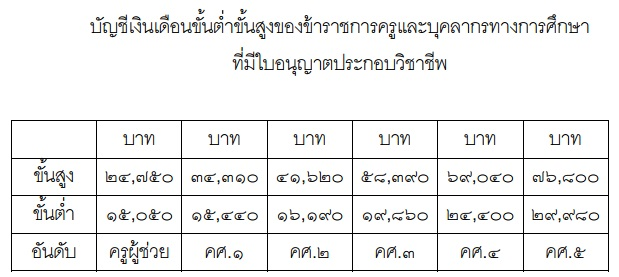 บัญชีเงินเดือนขั้นต่ำขั้นสูงของข้าราชการครูและบุคลากรทางการศึกษา
ที่มีใบอนุญาตประกอบวิชาชีพ
บาท บาท บาท บาท บาท บาท
ขั้นสูง ๒๔,๗๕๐ ๓๔,๓๑๐ ๔๑,๖๒๐ ๕๘,๓๙๐ ๖๙,๐๔๐ ๗๖,๘๐๐
ขั้นต่ำ ๑๕,๐๕๐ ๑๕,๔๔๐ ๑๖,๑๙๐ ๑๙,๘๖๐ ๒๔,๔๐๐ ๒๙,๙๘๐
อันดับ ครูผู้ช่วย คศ.๑ คศ.๒ คศ.๓ คศ.๔ คศ.๕